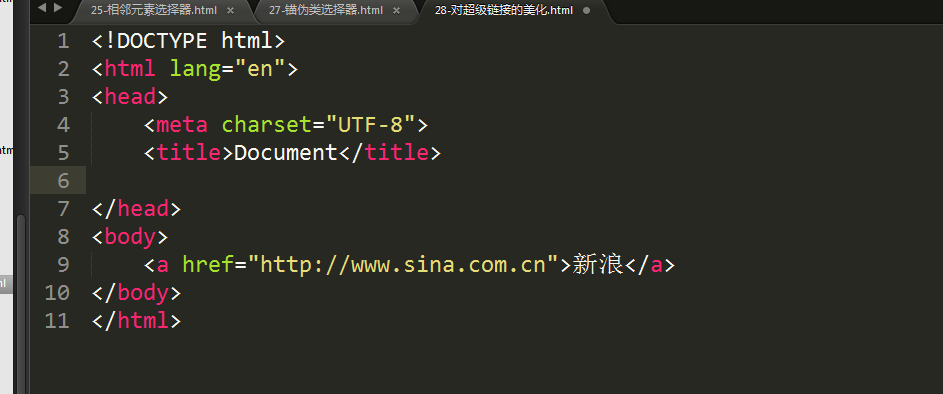 25-相邻元素选择器.html × 27-锚伪类选择器.html × 28-对超级链接的美化.html
1 <!DOCTYPE html>
2 <html lang="en">
3 <head>
4 <meta charset="UTF-8">
5 <title>Document</title>
6
7 </head>
8 <body>
9 <a href="http://www.sina.com.cn">新浪</a>
10 </body>
11 </html>